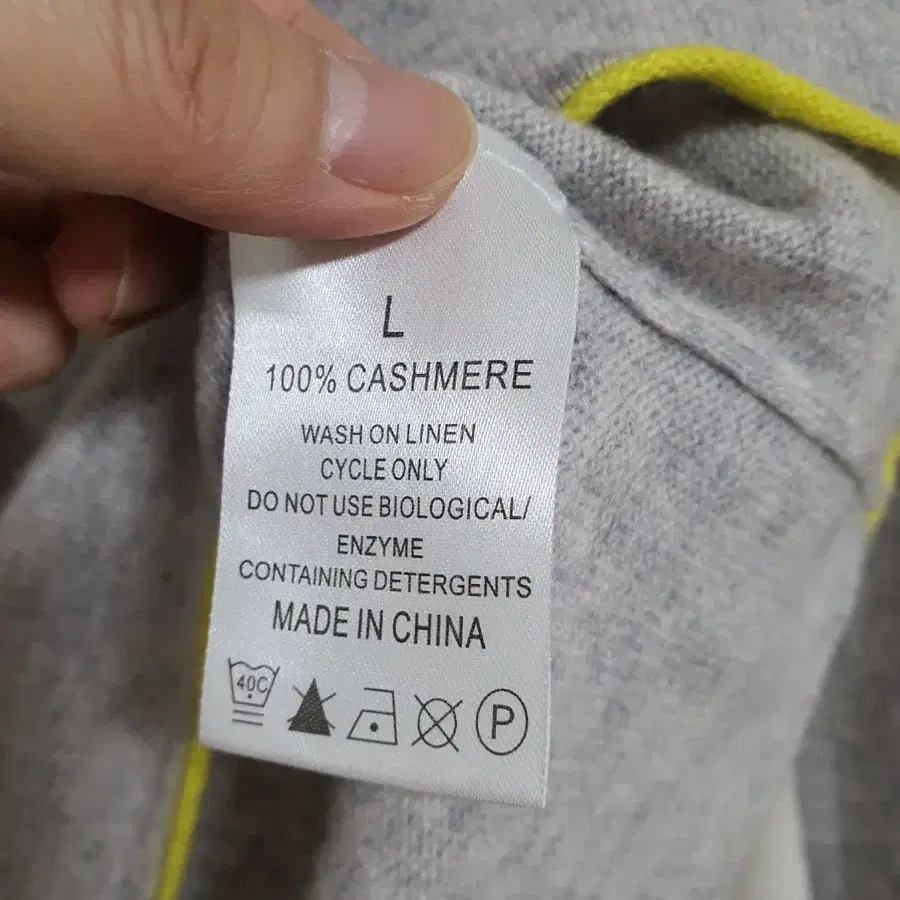 L
100% CASHMERE
WASH ON LINEN
CYCLE ONLY
DO NOT USE BIOLOGICAL/
ENZYME
CONTAINING DETERGENTS
MADE IN CHINA
40C P